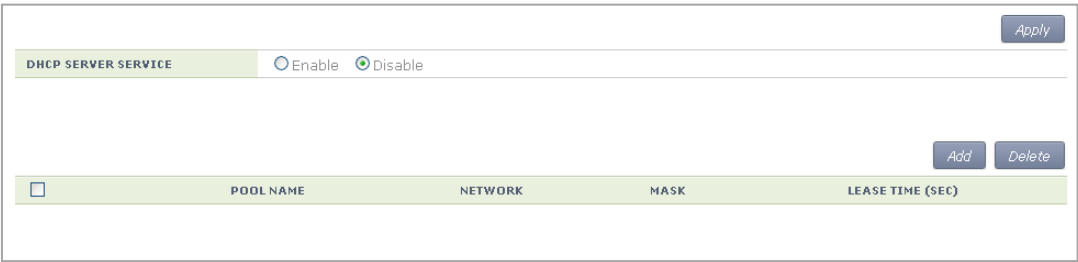 Apply
DHCP SERVER SERVICE Enable Disable
Add Delete
POOL NAME NETWORK MASK LEASE TIME (SEC)